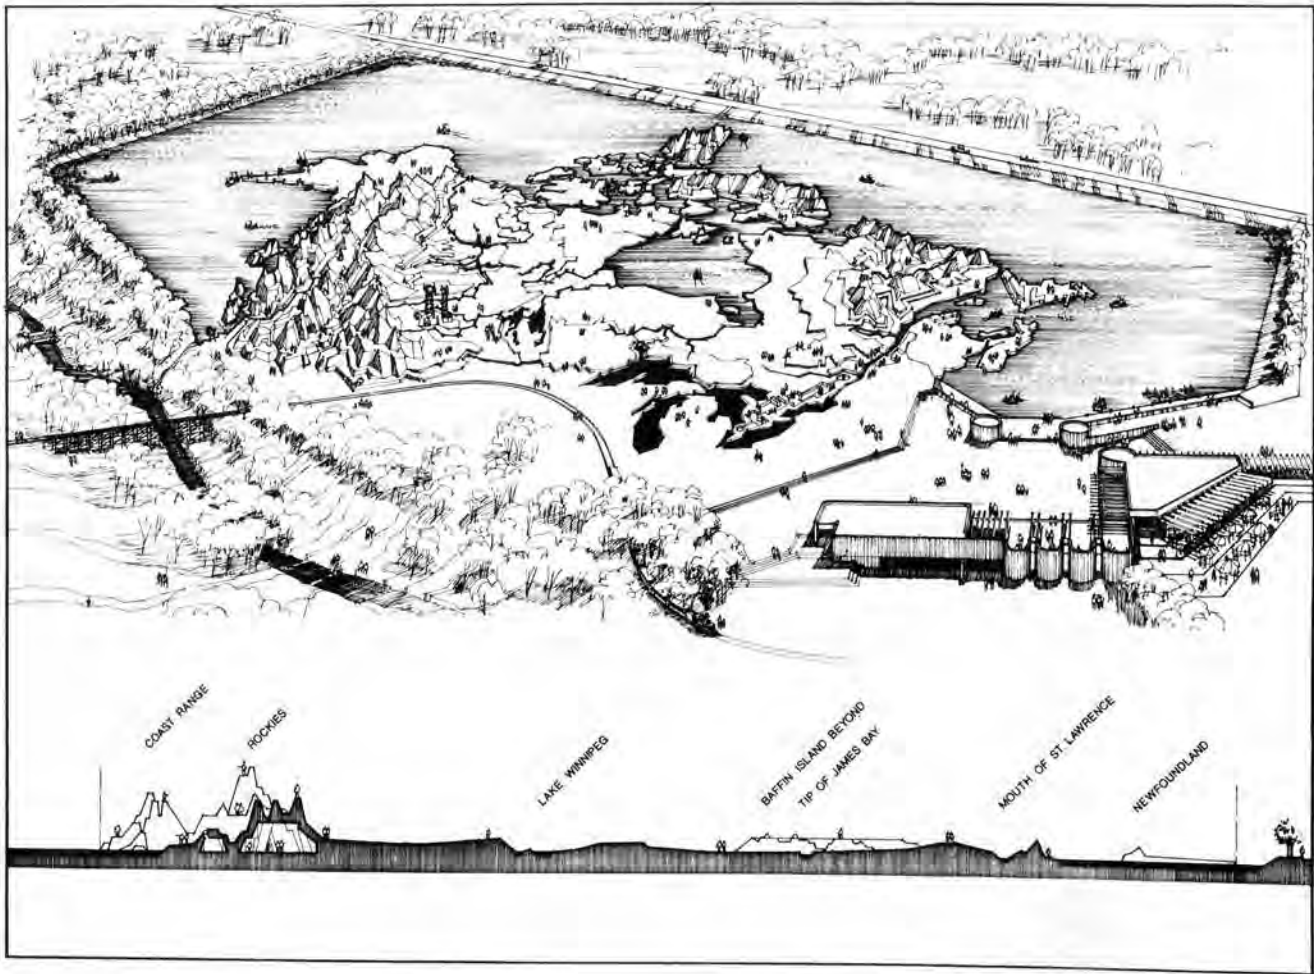 COAST RANGE
ROCKIES
LAKE WINNIPEG
BAFFIN ISLAND BEYOND
TIP OF JAMES BAY
MOUTH OF ST. LAWRENCE
NEWFOUNDLAND